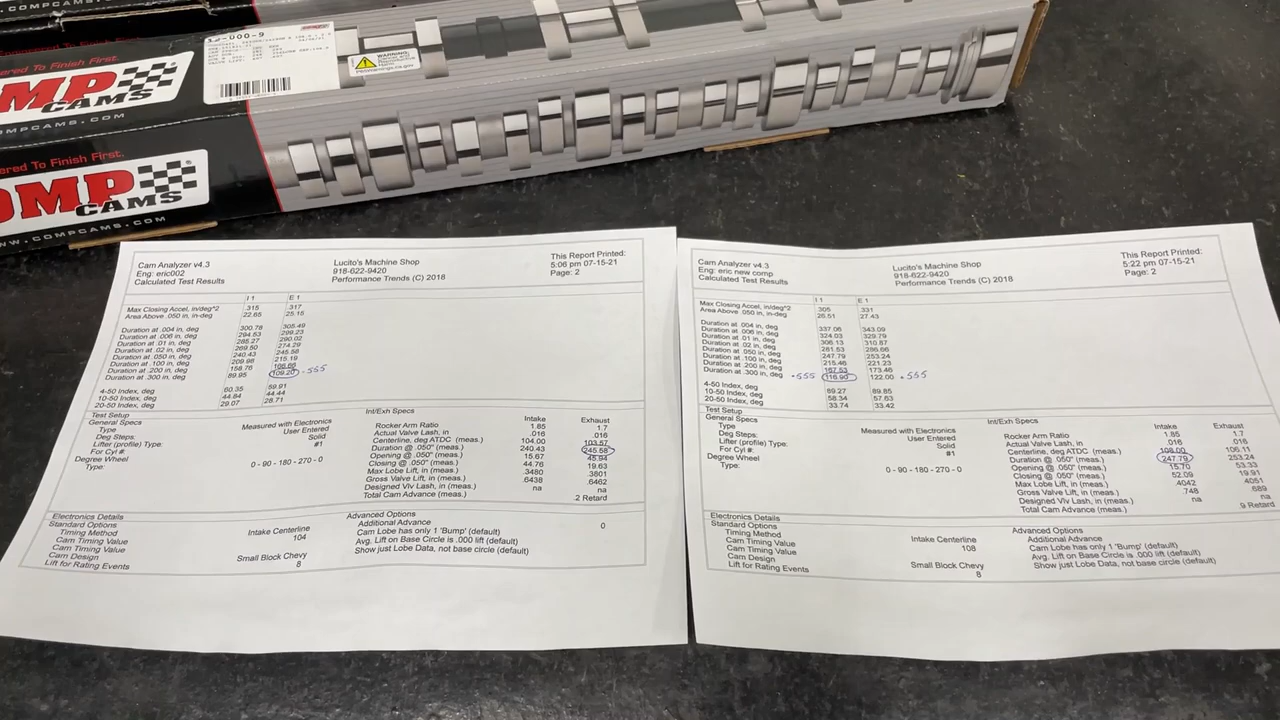 ered To Finish First.
MP
CAMS
CAMS.COM
-000-9
WARNING:
ered To Finish First.
OMP
CAMS
WWW.COMPCAMS.COM
Cam Analyzer v4.3
Eng: eric002
Calculated Test Results
Lucito's Machine Shop
918-622-9420
Performance Trends (C) 2018
This Report Printed:
5:06 pm 07-15-21
Page: 2
I 1 E 1
Max Closing Accel, in/deg^2 315 317
Area Above .050 in, in-deg 22.65 25.15
Duration at .004 in, deg 300.78 305.49
Duration at .006 in, deg 294.53 299.23
Duration at .01 in, deg 285.27 290.02
Duration at .02 in, deg 269.50 274.29
Duration at .050 in, deg 240.43 245.58
Duration at .100 in, deg 209.98 215.19
Duration at .200 in, deg 158.76
Duration at .300 in, deg 89.95 109.20 .555
4-50 Index, deg 60.35 59.91
10-50 Index, deg 44.84 44.44
20-50 Index, deg 29.07 28.71
Test Setup
General Specs
Type Measured with Electronics
Deg Steps: User Entered
Lifter (profile) Type: Solid
For Cyl #: #1
Degree Wheel
Type: 0 - 90 - 180 - 270 - 0
Int/Exh Specs
Intake Exhaust
Rocker Arm Ratio 1.85 1.7
Actual Valve Lash, in .016 .016
Centerline, deg ATDC (meas.) 104.00 103.57
Duration @ .050" (meas.) 240.43 245.58
Opening @ .050" (meas.) 15.67 45.94
Closing @ .050" (meas.) 44.76 19.63
Max Lobe Lift, in (meas.) .3480 .3801
Gross Valve Lift, in (meas.) .6438 .6462
Designed Vlv Lash, in (meas.) na na
Total Cam Advance (meas.) .2 Retard
Electronics Details
Standard Options
Timing Method Intake Centerline
Cam Timing Value 104
Cam Timing Value
Cam Design Small Block Chevy
Lift for Rating Events 8
Advanced Options
Additional Advance 0
Cam Lobe has only 1 'Bump' (default)
Avg. Lift on Base Circle is .000 lift (default)
Show just Lobe Data, not base circle (default)
Cam Analyzer v4.3
Eng: eric new comp
Calculated Test Results
Lucito's Machine Shop
918-622-9420
Performance Trends (C) 2018
This Report Printed:
5:22 pm 07-15-21
Page: 2
I 1 E 1
Max Closing Accel, in/deg^2 305 331
Area Above .050 in, in-deg 26.51 27.43
Duration at .004 in, deg 337.06 343.09
Duration at .006 in, deg 324.03 329.79
Duration at .01 in, deg 306.13 310.87
Duration at .02 in, deg 281.53 286.66
Duration at .050 in, deg 247.79 253.24
Duration at .100 in, deg 215.46 221.23
Duration at .200 in, deg 167.53 173.46
Duration at .300 in, deg .555 116.90 122.00 .555
4-50 Index, deg 89.27 89.85
10-50 Index, deg 58.34 57.63
20-50 Index, deg 33.74 33.42
Test Setup
General Specs
Type Measured with Electronics
Deg Steps: User Entered
Lifter (profile) Type: Solid
For Cyl #: #1
Degree Wheel
Type: 0 - 90 - 180 - 270 - 0
Int/Exh Specs
Intake Exhaust
Rocker Arm Ratio 1.85 1.7
Actual Valve Lash, in .016 .016
Centerline, deg ATDC (meas.) 108.00 106.11
Duration @ .050" (meas.) 247.79 253.24
Opening @ .050" (meas.) 15.70 53.33
Closing @ .050" (meas.) 52.09 19.91
Max Lobe Lift, in (meas.) .4042 .4051
Gross Valve Lift, in (meas.) .748 .689
Designed Vlv Lash, in (meas.) na na
Total Cam Advance (meas.) .9 Retard
Electronics Details
Standard Options
Timing Method Intake Centerline
Cam Timing Value 108
Cam Timing Value
Cam Design Small Block Chevy
Lift for Rating Events 8
Advanced Options
Additional Advance
Cam Lobe has only 1 'Bump' (default)
Avg. Lift on Base Circle is .000 lift (default)
Show just Lobe Data, not base circle (default)